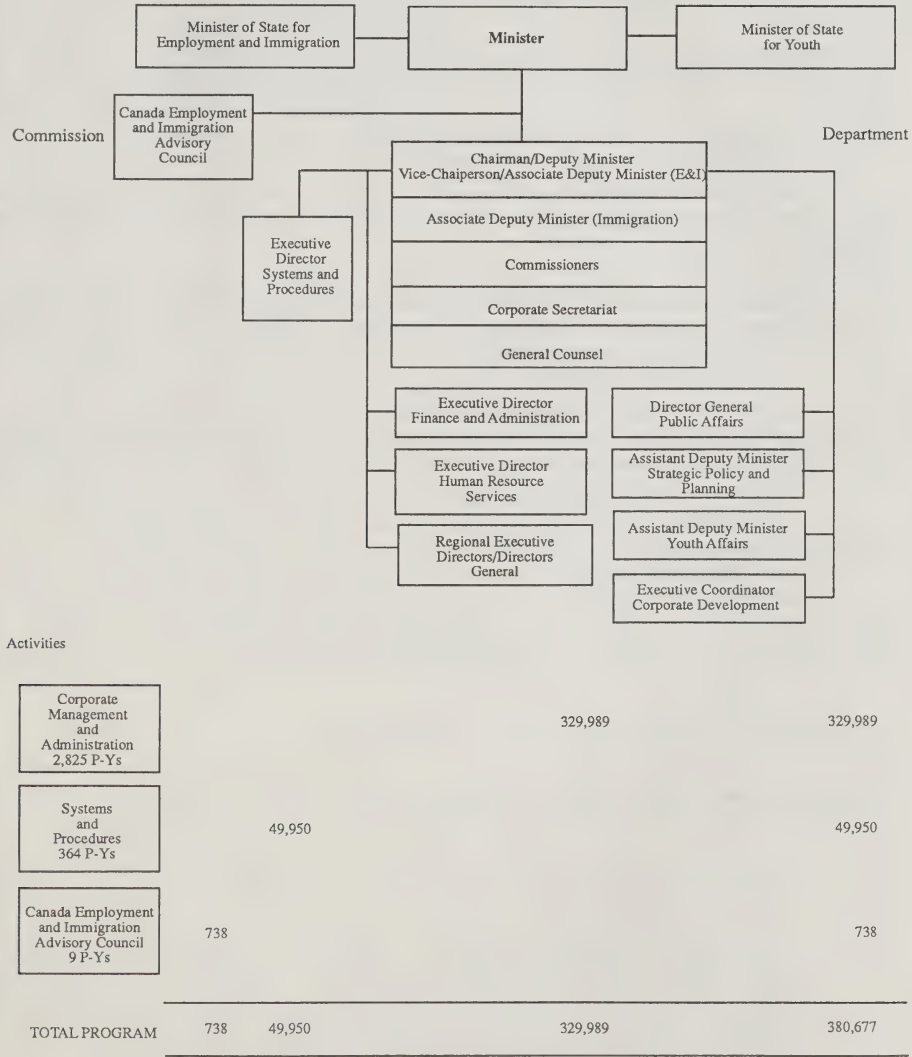 Minister of State for
Employment and Immigration
Minister
Minister of State
for Youth
Commission
Canada Employment
and Immigration
Advisory
Council
Department
Chairman/Deputy Minister
Vice-Chaiperson/Associate Deputy Minister (E&I)
Associate Deputy Minister (Immigration)
Commissioners
Corporate Secretariat
General Counsel
Executive
Director
Systems and
Procedures
Executive Director
Finance and Administration
Director General
Public Affairs
Executive Director
Human Resource
Services
Assistant Deputy Minister
Strategic Policy and
Planning
Regional Executive
Directors/Directors
General
Assistant Deputy Minister
Youth Affairs
Executive Coordinator
Corporate Development
Activities
Corporate
Management
and
Administration
2,825 P-Ys
329,989 329,989
Systems
and
Procedures
364 P-Ys
49,950 49,950
Canada Employment
and Immigration
Advisory Council
9 P-Ys
738 738
TOTAL PROGRAM 738 49,950 329,989 380,677